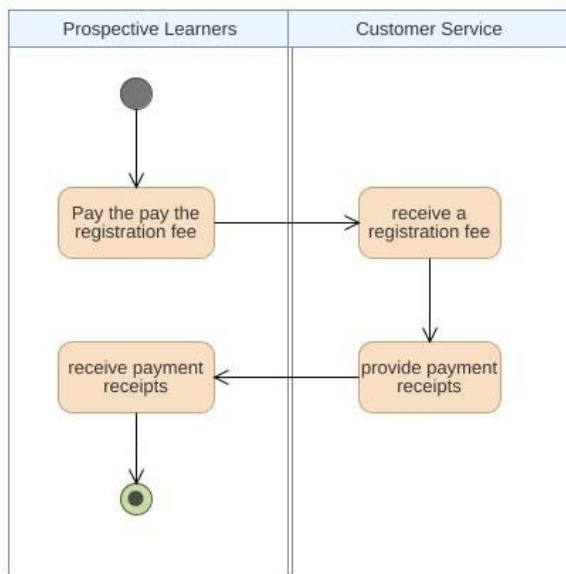 Prospective Learners
Customer Service
Pay the pay the
registration fee
receive a
registration fee
receive payment
receipts
provide payment
receipts